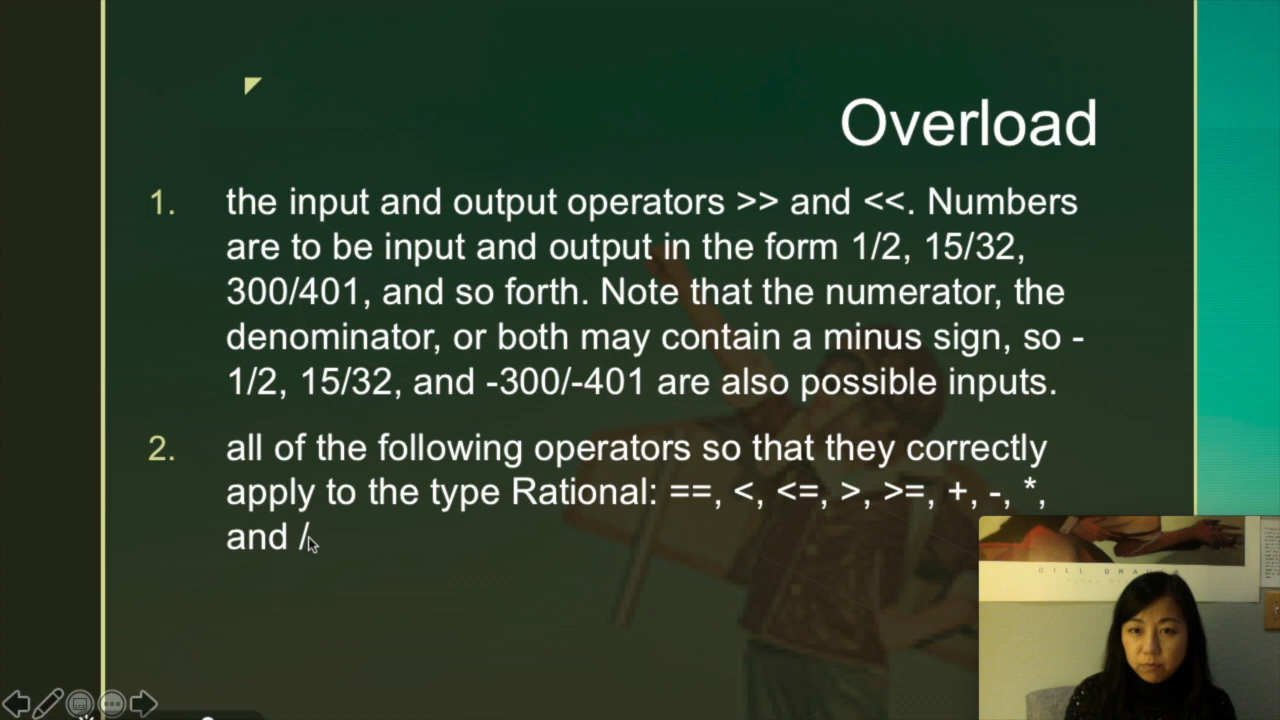 Overload
1. the input and output operators >> and <<. Numbers
are to be input and output in the form 1/2, 15/32,
300/401, and so forth. Note that the numerator, the
denominator, or both may contain a minus sign, so -
1/2, 15/32, and -300/-401 are also possible inputs.
2. all of the following operators so that they correctly
apply to the type Rational: ==, <, <=, >, >=, +, -, *,
and /.